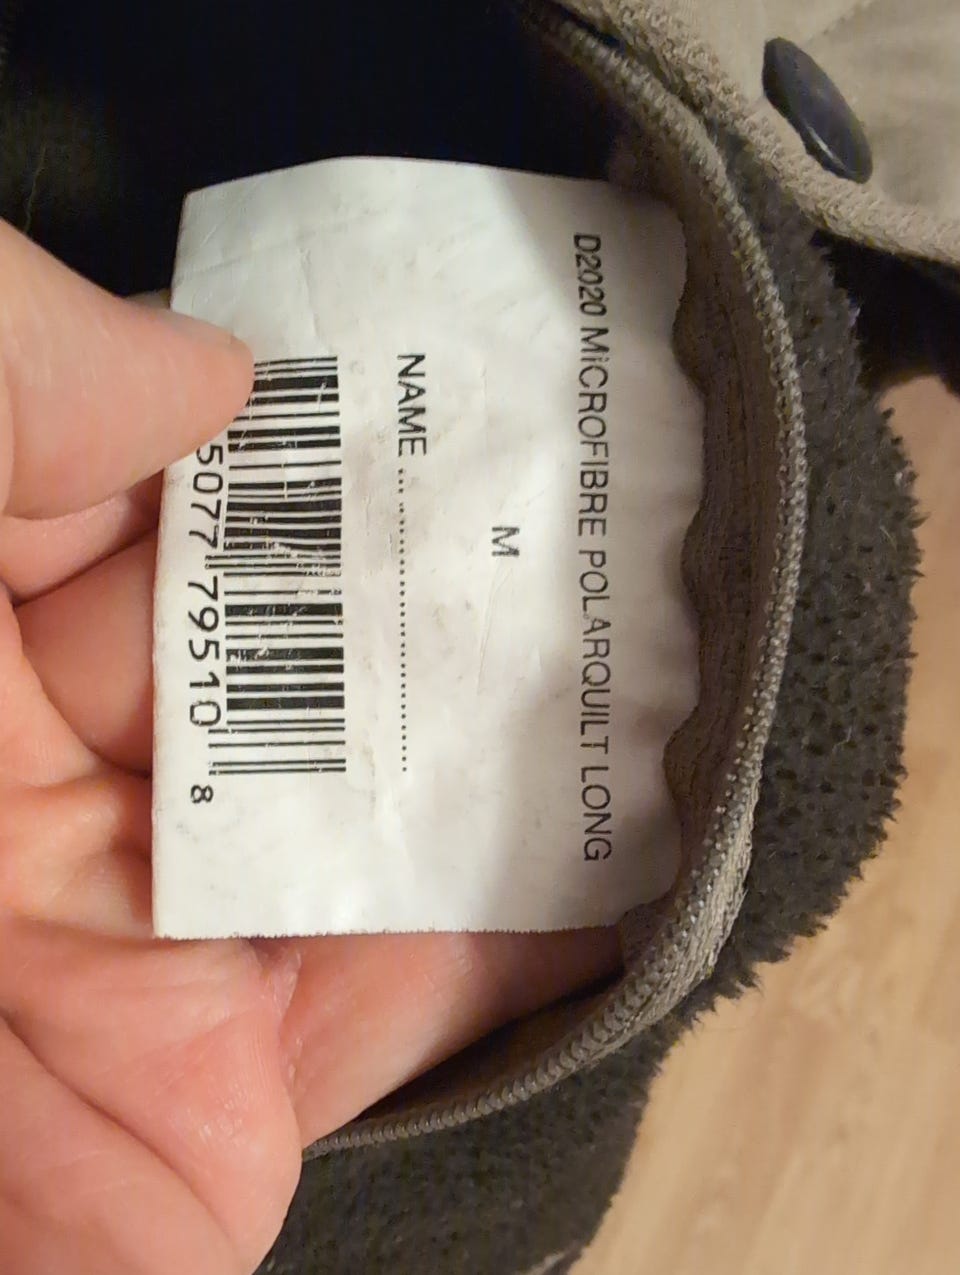 D2020 MiCROFIBRE POLARQUILT LONG
M
NAME .......................................
5077 79510 8